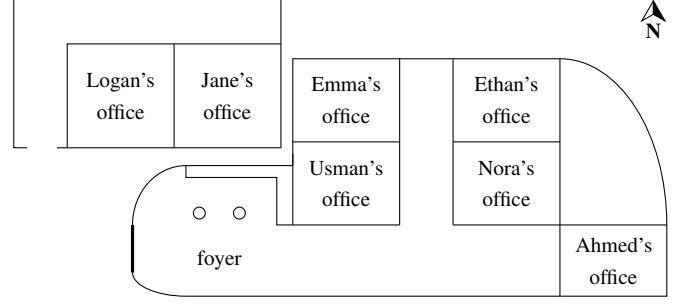 N
Logan's
office
Jane's
office
Emma's
office
Ethan's
office
Usman's
office
Nora's
office
foyer
Ahmed's
office